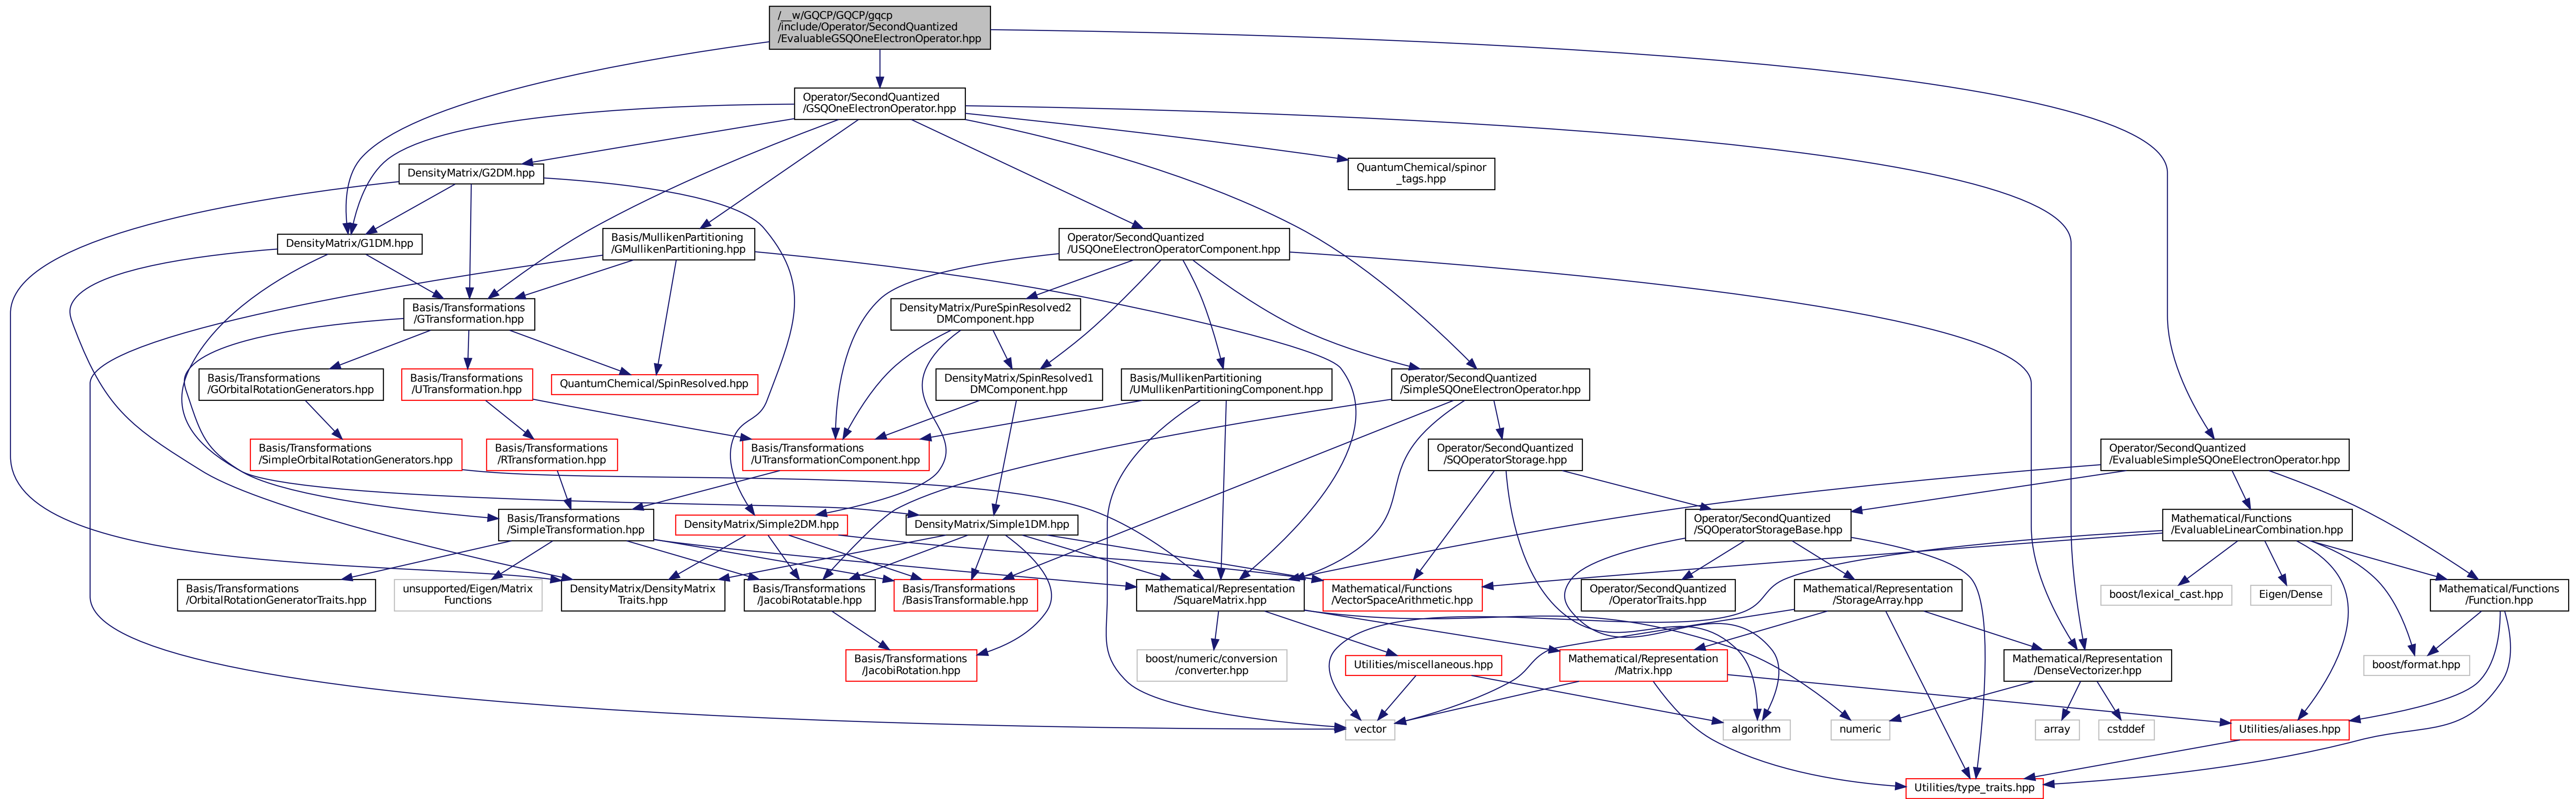 /__w/GQCP/GQCP/gqcp
/include/Operator/SecondQuantized
/EvaluableGSQOneElectronOperator.hpp
Operator/SecondQuantized
/GSQOneElectronOperator.hpp
DensityMatrix/G2DM.hpp
QuantumChemical/spinor
_tags.hpp
DensityMatrix/G1DM.hpp
Basis/MullikenPartitioning
/GMullikenPartitioning.hpp
Operator/SecondQuantized
/USQOneElectronOperatorComponent.hpp
Basis/Transformations
/GTransformation.hpp
DensityMatrix/PureSpinResolved2
DMComponent.hpp
Basis/Transformations
/GOrbitalRotationGenerators.hpp
Basis/Transformations
/UTransformation.hpp
QuantumChemical/SpinResolved.hpp
DensityMatrix/SpinResolved1
DMComponent.hpp
Basis/MullikenPartitioning
/UMullikenPartitioningComponent.hpp
Operator/SecondQuantized
/SimpleSQOneElectronOperator.hpp
Basis/Transformations
/SimpleOrbitalRotationGenerators.hpp
Basis/Transformations
/RTransformation.hpp
Basis/Transformations
/UTransformationComponent.hpp
Operator/SecondQuantized
/SQOperatorStorage.hpp
Operator/SecondQuantized
/EvaluableSimpleSQOneElectronOperator.hpp
Basis/Transformations
/SimpleTransformation.hpp
DensityMatrix/Simple2DM.hpp
DensityMatrix/Simple1DM.hpp
Operator/SecondQuantized
/SQOperatorStorageBase.hpp
Mathematical/Functions
/EvaluableLinearCombination.hpp
Basis/Transformations
/OrbitalRotationGeneratorTraits.hpp
unsupported/Eigen/Matrix
Functions
DensityMatrix/DensityMatrix
Traits.hpp
Basis/Transformations
/JacobiRotatable.hpp
Basis/Transformations
/BasisTransformable.hpp
Mathematical/Representation
/SquareMatrix.hpp
Mathematical/Functions
/VectorSpaceArithmetic.hpp
Operator/SecondQuantized
/OperatorTraits.hpp
Mathematical/Representation
/StorageArray.hpp
boost/lexical_cast.hpp
Eigen/Dense
Mathematical/Functions
/Function.hpp
Basis/Transformations
/JacobiRotation.hpp
boost/numeric/conversion
/converter.hpp
Utilities/miscellaneous.hpp
Mathematical/Representation
/Matrix.hpp
Mathematical/Representation
/DenseVectorizer.hpp
boost/format.hpp
vector
algorithm
numeric
array
cstddef
Utilities/aliases.hpp
Utilities/type_traits.hpp